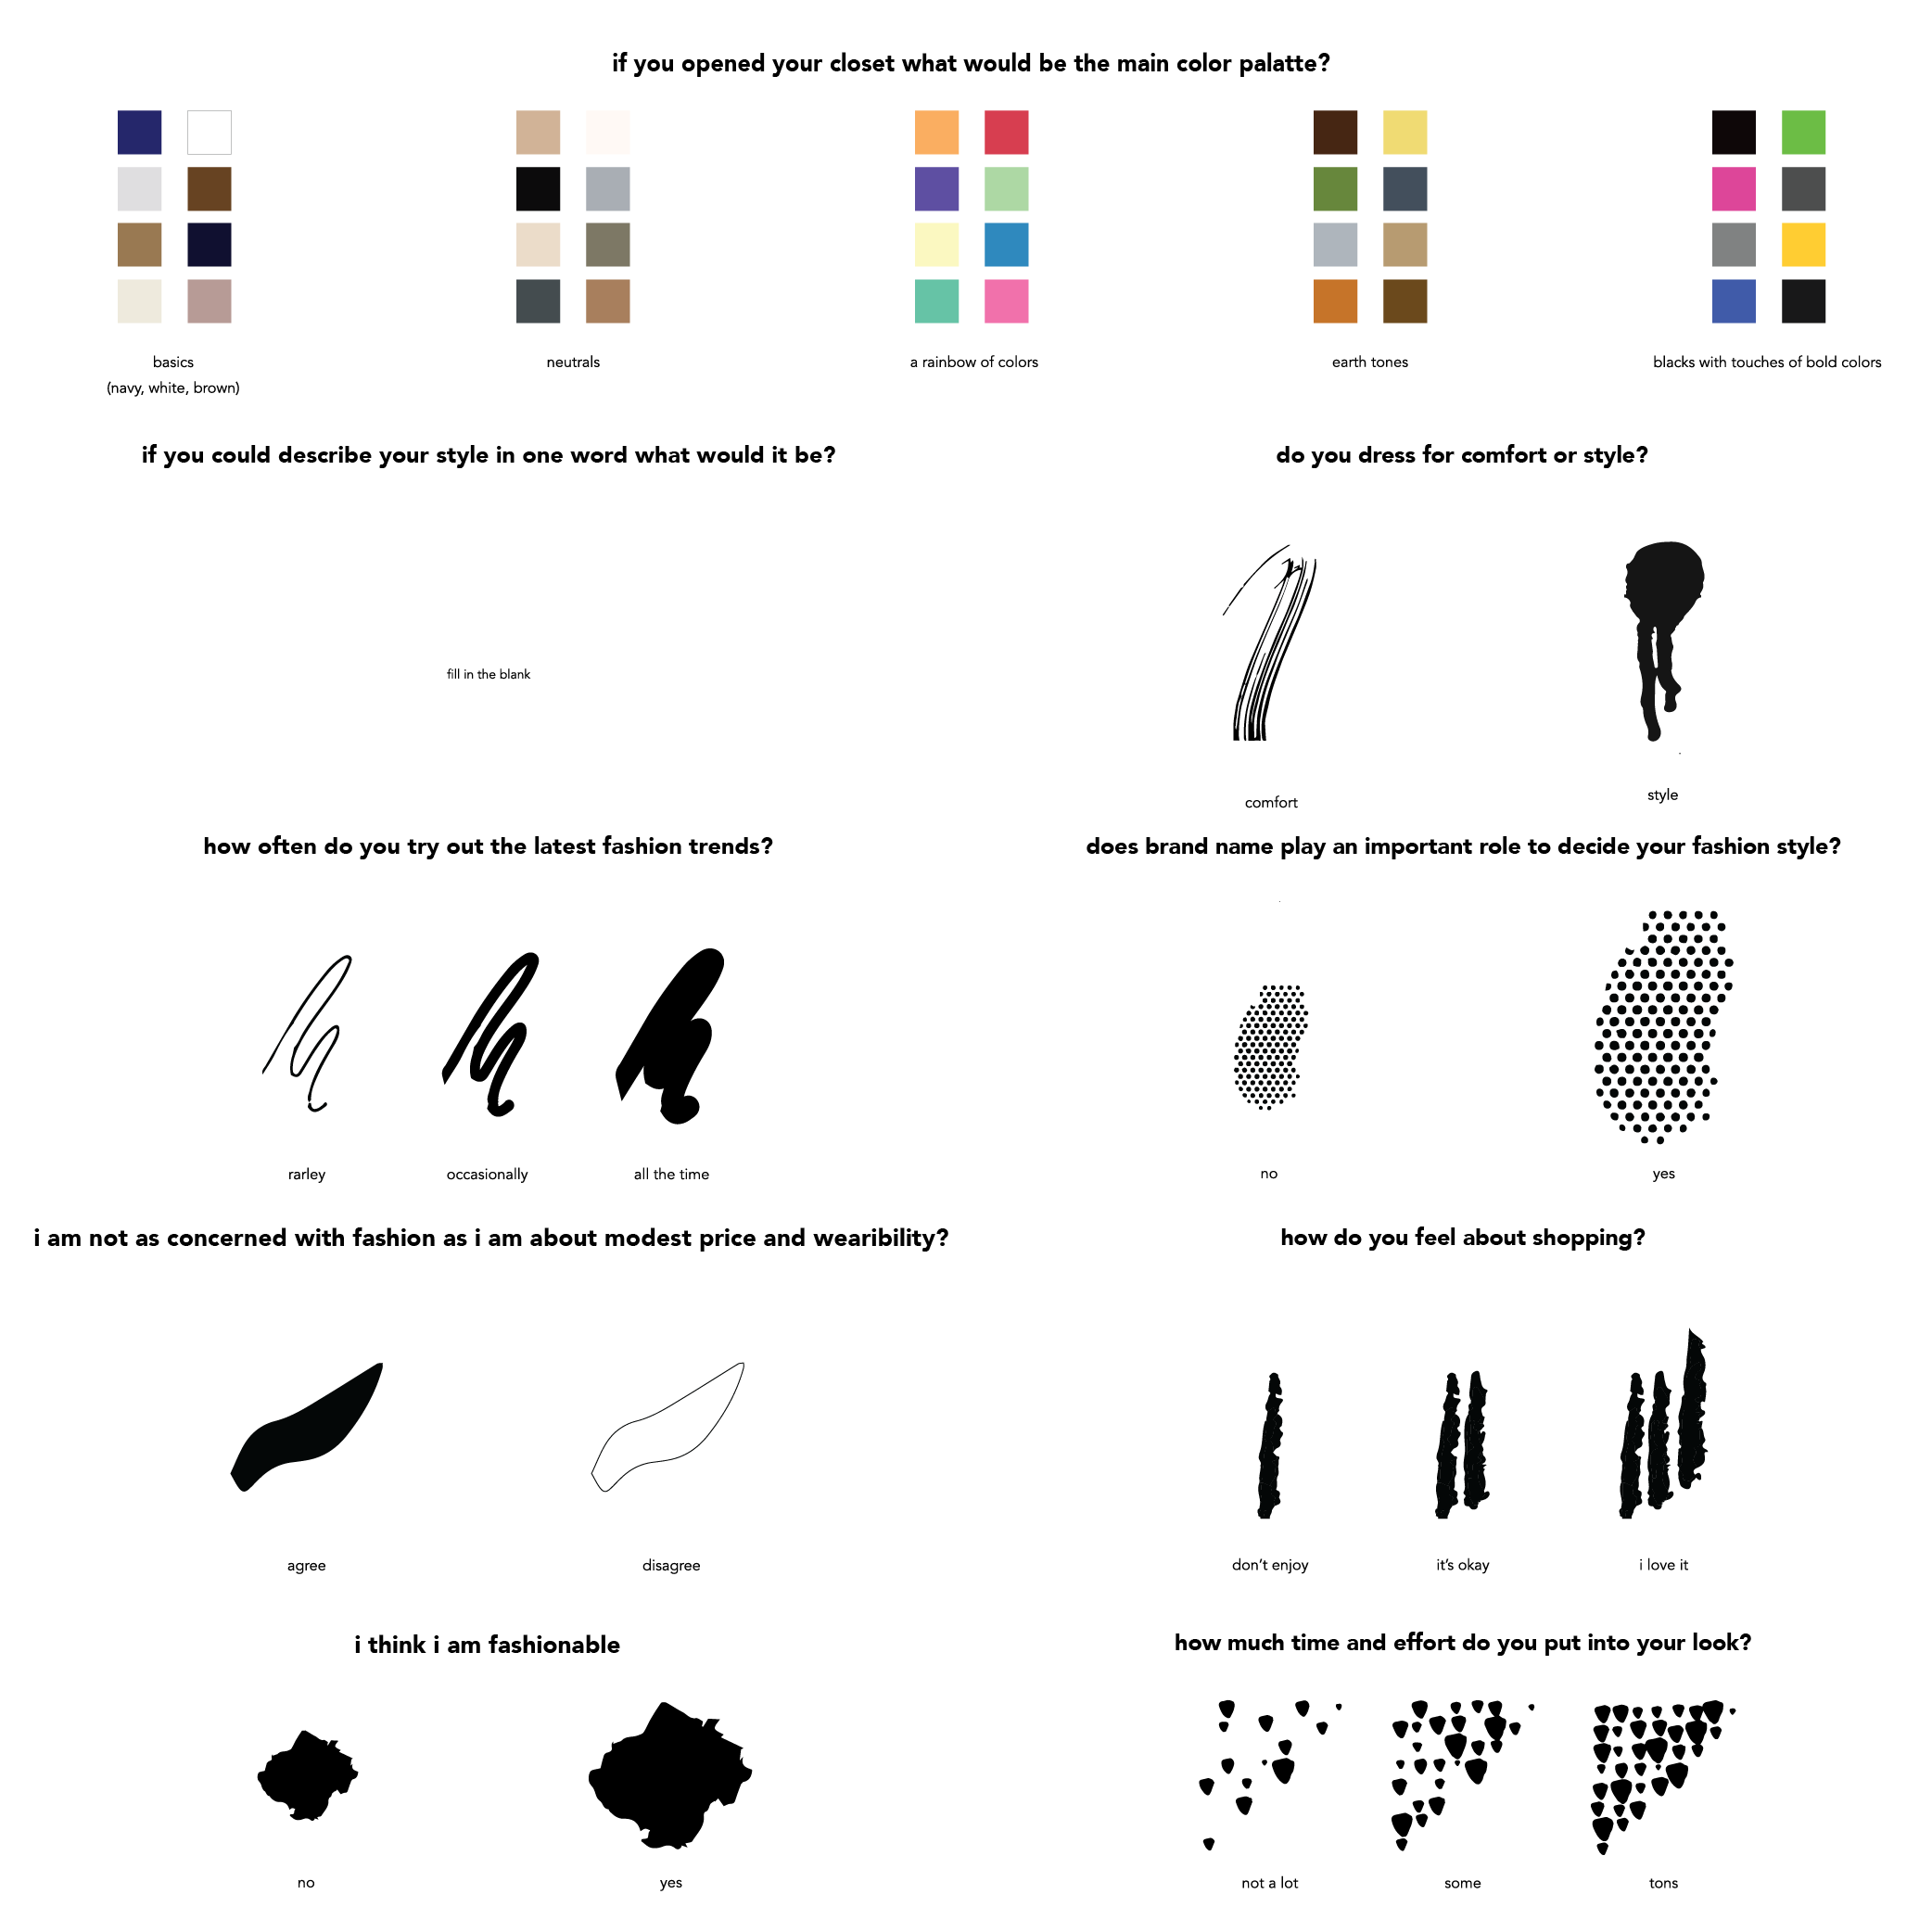 if you opened your closet what would be the main color palatte?
basics
(navy, white, brown)
neutrals
a rainbow of colors
earth tones
blacks with touches of bold colors
if you could describe your style in one word what would it be?
fill in the blank
do you dress for comfort or style?
comfort
style
how often do you try out the latest fashion trends?
rarley
occasionally
all the time
does brand name play an important role to decide your fashion style?
no
yes
i am not as concerned with fashion as i am about modest price and wearibility?
agree
disagree
how do you feel about shopping?
don't enjoy
it's okay
i love it
i think i am fashionable
no
yes
how much time and effort do you put into your look?
not a lot
some
tons